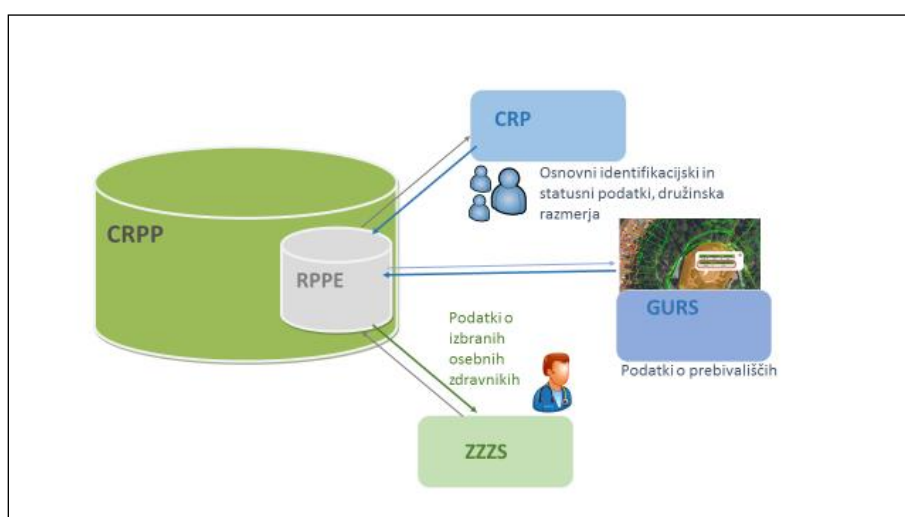 CRP
Osnovni identifikacijski in
statusni podatki, družinska
razmerja
CRPP
RPPE
GURS
Podatki o prebivališčih
Podatki o
izbranih
osebnih
zdravnikih
ZZZS